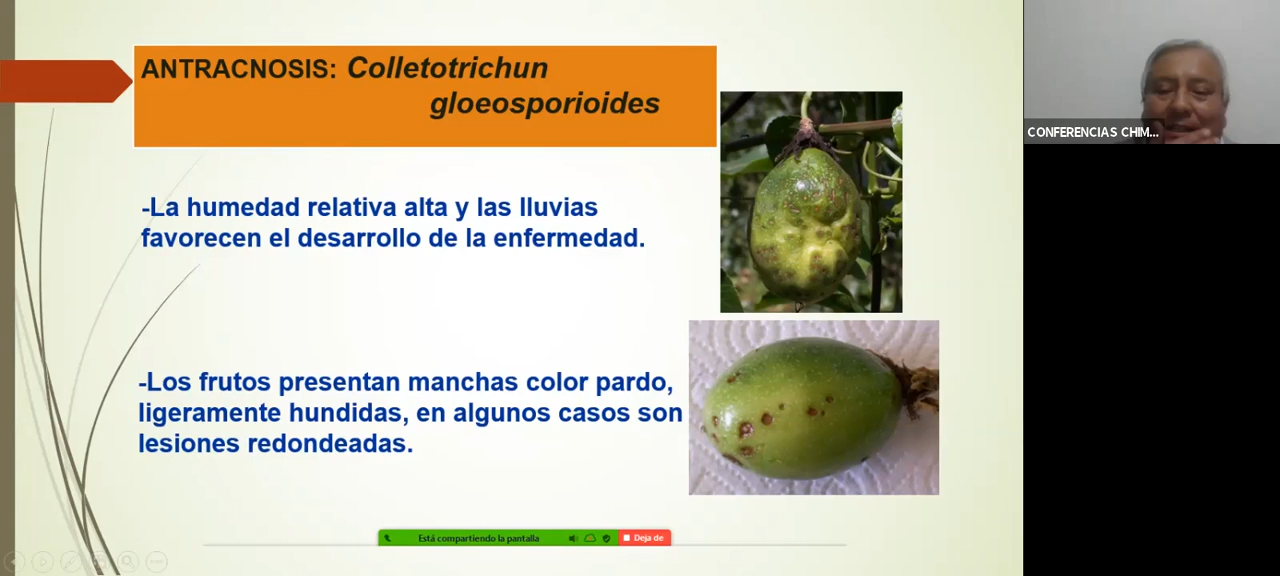 ANTRACNOSIS: Colletotrichun
gloeosporioides
-La humedad relativa alta y las lluvias
favorecen el desarrollo de la enfermedad.
-Los frutos presentan manchas color pardo,
ligeramente hundidas, en algunos casos son
lesiones redondeadas.
CONFERENCIAS CHIM...
Está compartiendo la pantalla
Deja de